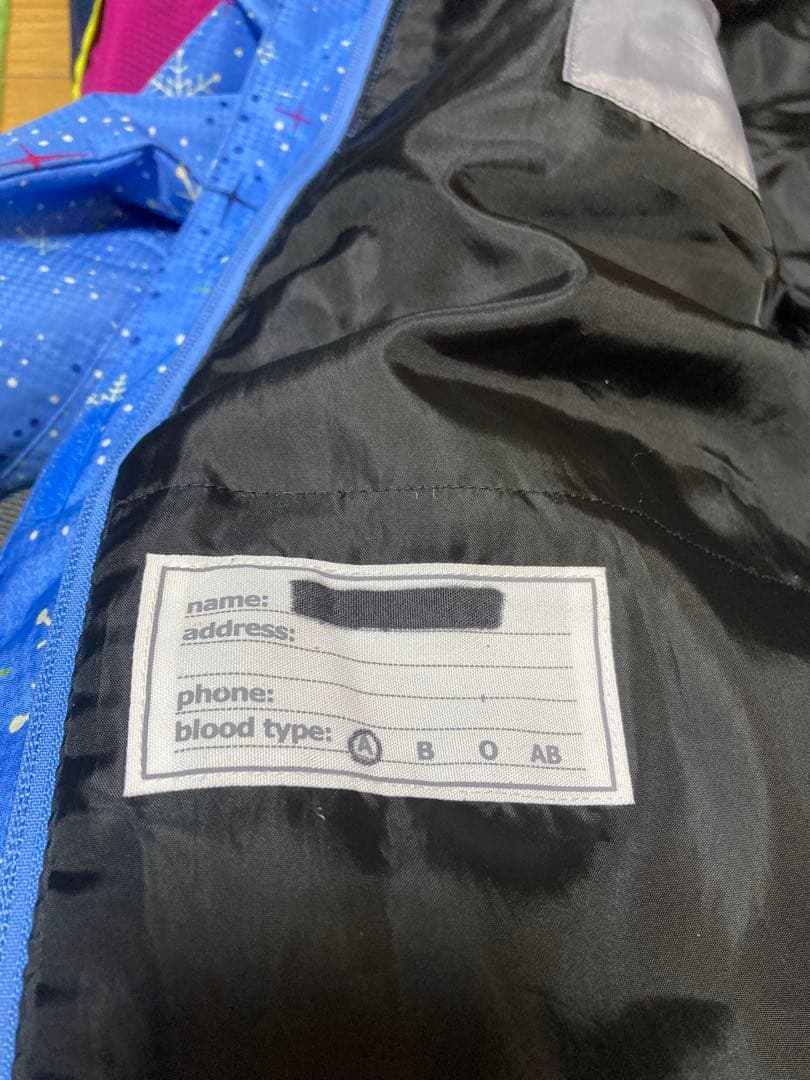 name:
address:
phone:
blood type: A B O AB